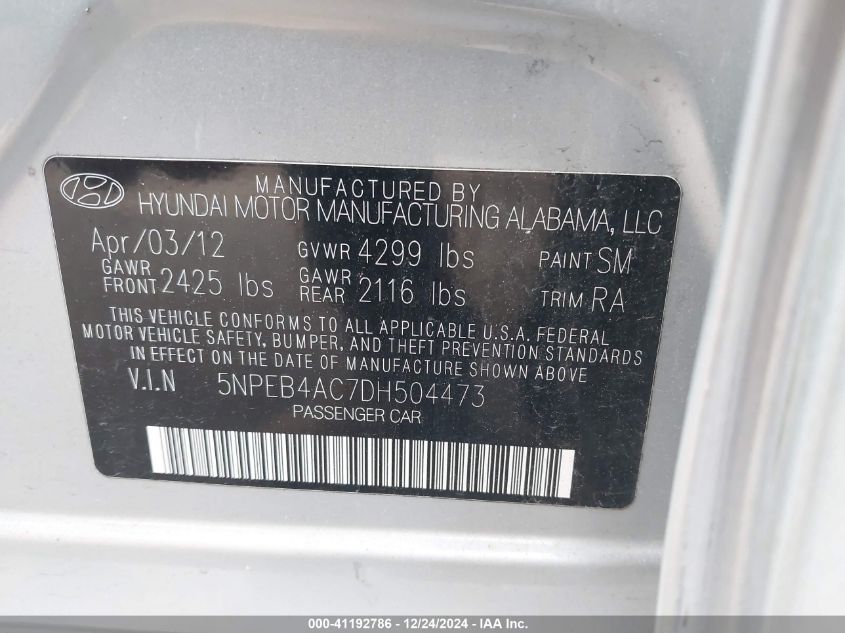 MANUFACTURED BY
HYUNDAI MOTOR MANUFACTURING ALABAMA, LLC
Apr/03/12 GVWR 4299 lbs PAINT SM
GAWR FRONT 2425 lbs GAWR REAR 2116 lbs TRIM RA
THIS VEHICLE CONFORMS TO ALL APPLICABLE U.S.A. FEDERAL
MOTOR VEHICLE SAFETY, BUMPER, AND THEFT PREVENTION STANDARDS
IN EFFECT ON THE DATE OF MANUFACTURE SHOWN ABOVE.
V.I.N 5NPEB4AC7DH504473
PASSENGER CAR
000-41192786 - 12/24/2024 - IAA Inc.